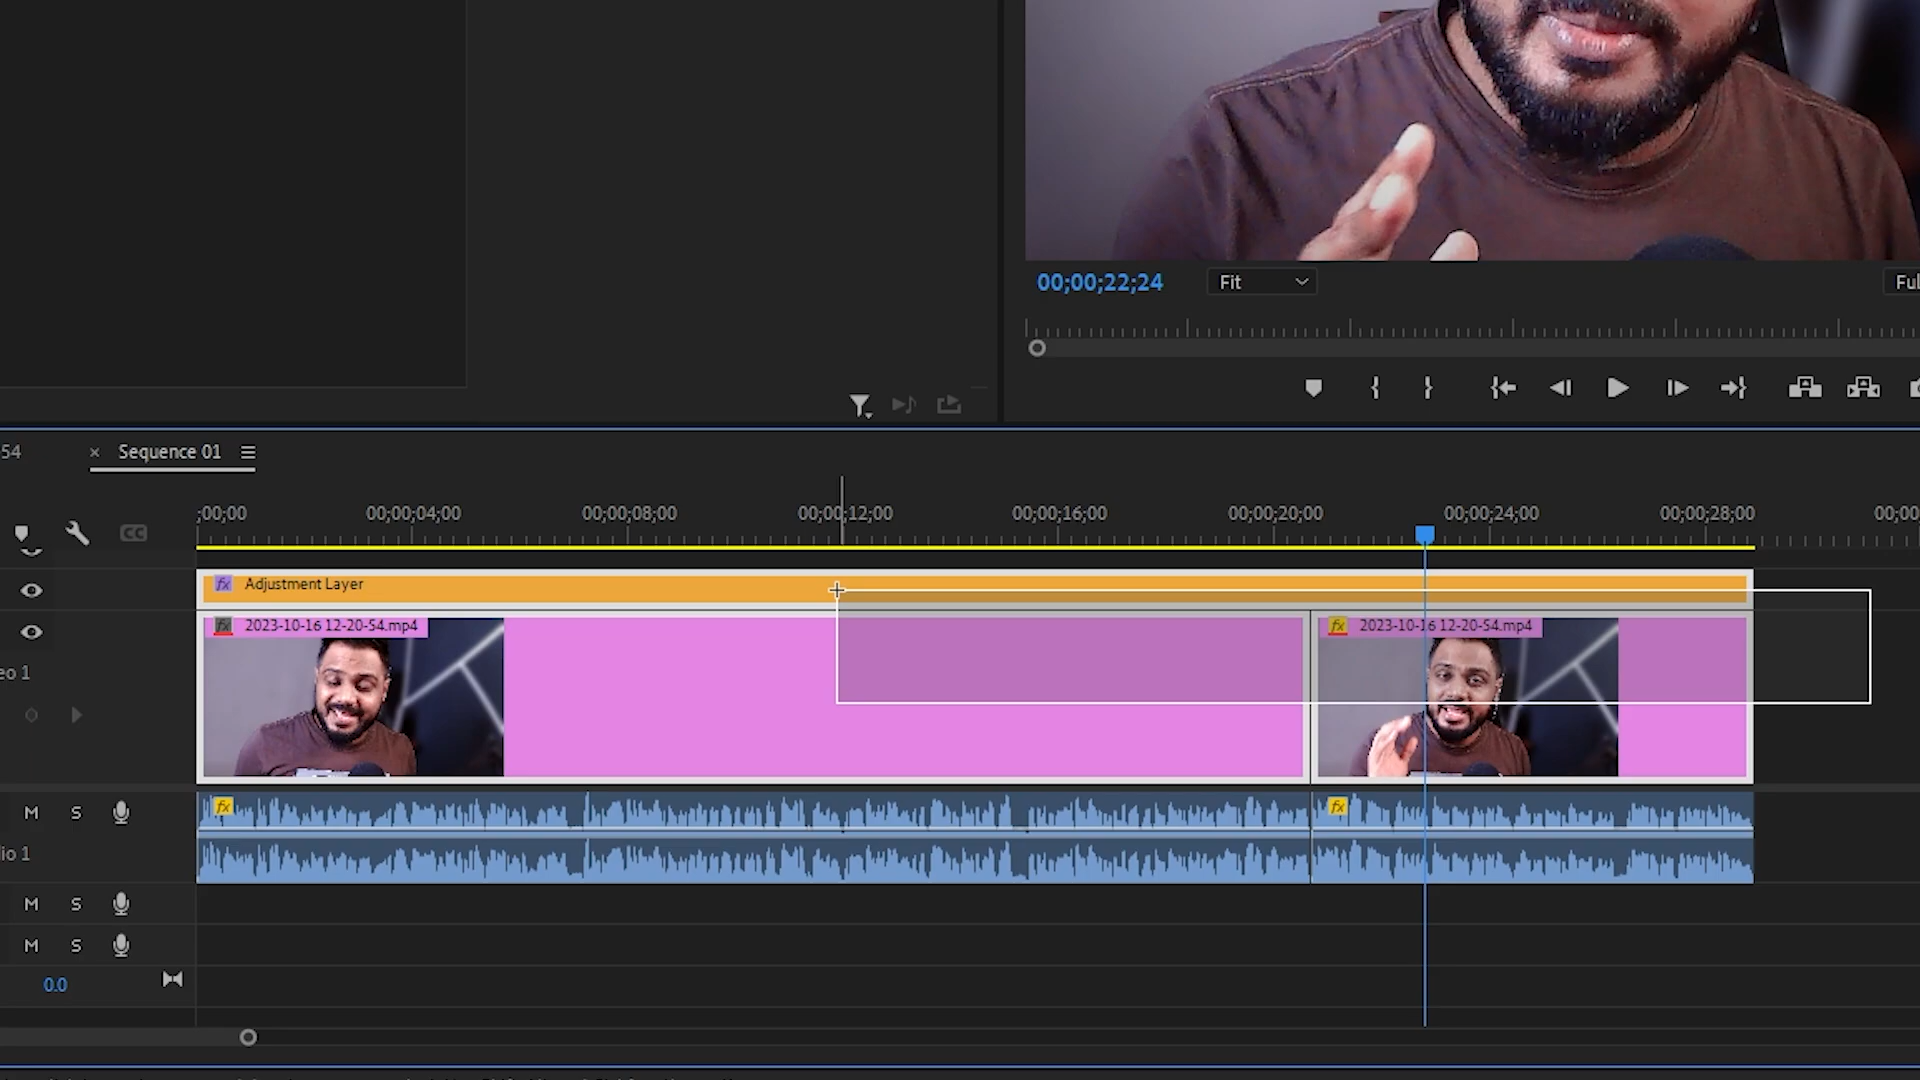 00;00;22;24
Fit
Ful
54
× Sequence 01
;00;00
00;00;04;00
00;00;08;00
00;00;12;00
00;00;16;00
00;00;20;00
00;00;24;00
00;00;28;00
00;00
CC
fx Adjustment Layer
fx 2023-10-16 12-20-54.mp4
fx 2023-10-16 12-20-54.mp4
eo 1
M S
fx
fx
io 1
M S
M S
0.0